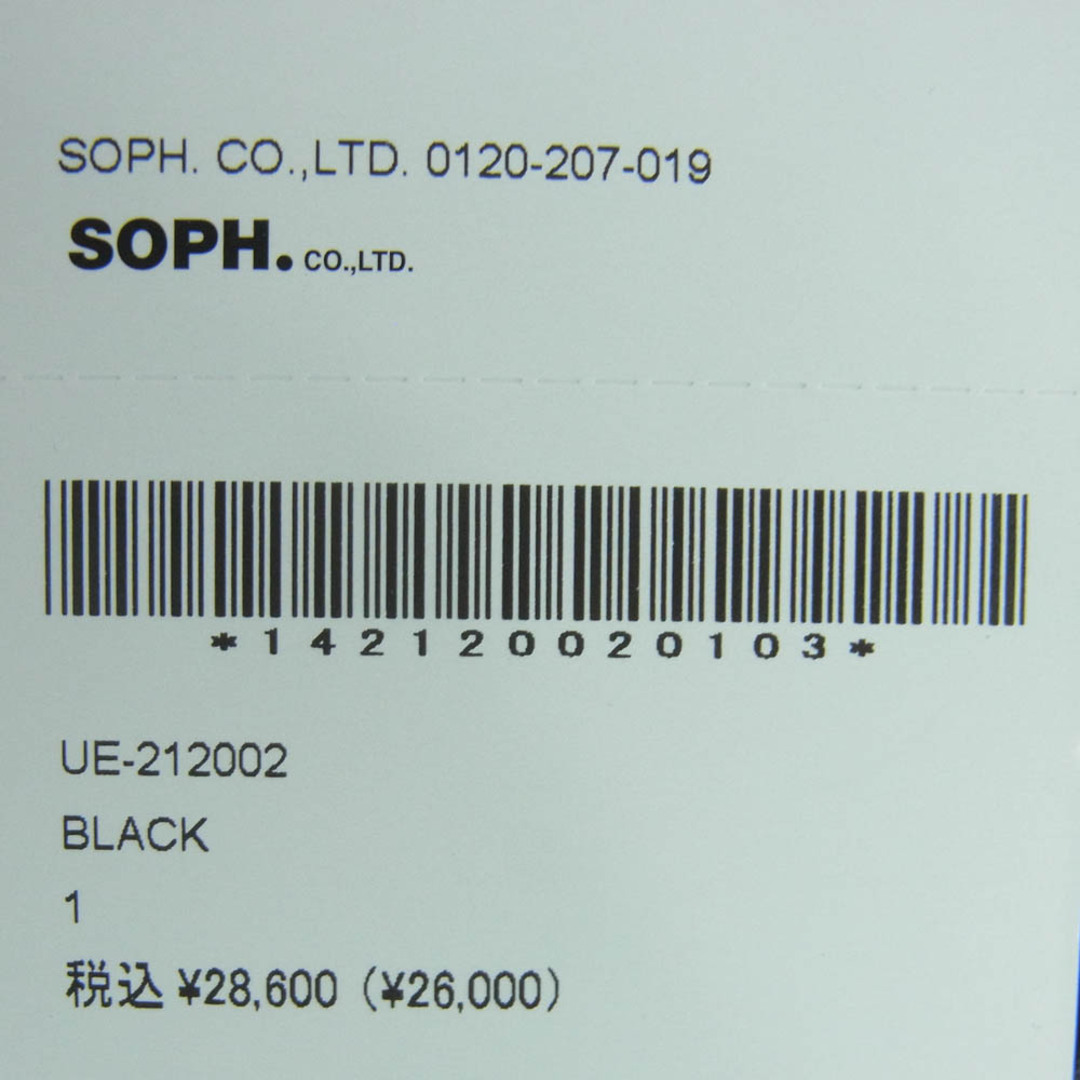 SOPH. CO.,LTD. 0120-207-019
SOPH. CO.,LTD.
*142120020103*
UE-212002
BLACK
1
税込 ¥28,600 (¥26,000)